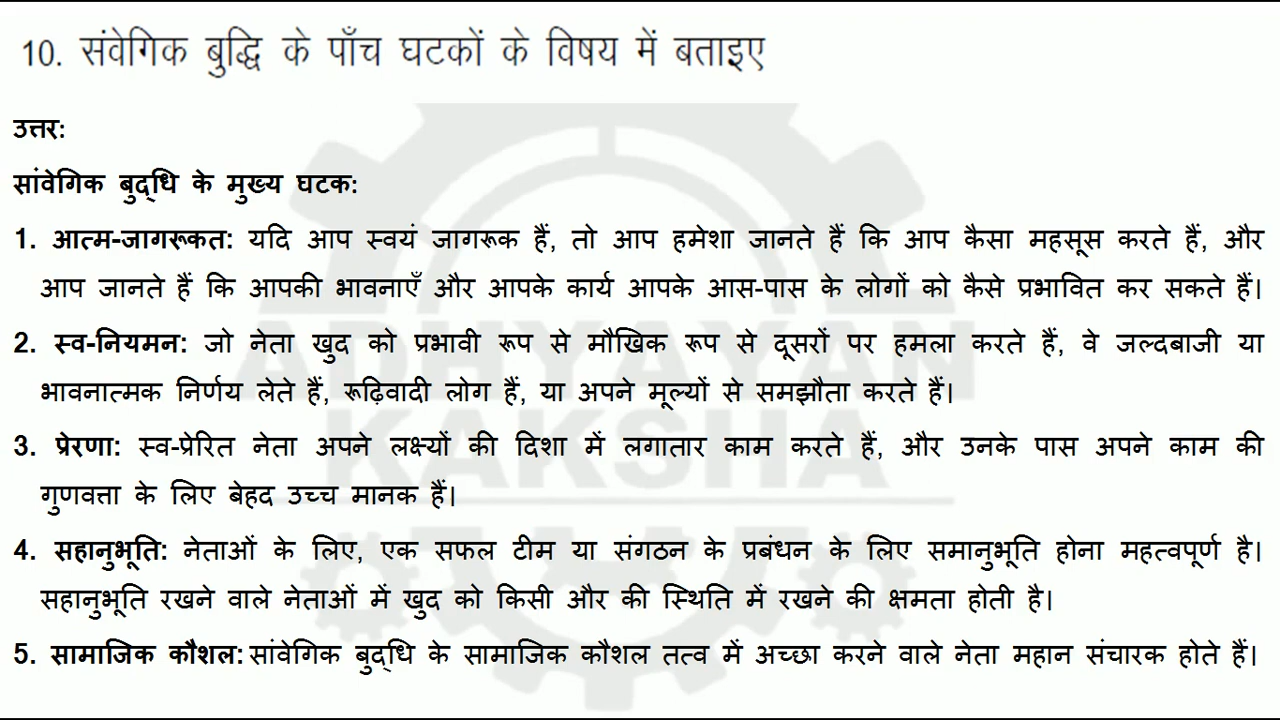 10. संवेगिक बुद्धि के पाँच घटकों के विषय में बताइए
उत्तर:
सांवेगिक बुद्धि के मुख्य घटक:
1. आत्म-जागरूकत: यदि आप स्वयं जागरूक हैं, तो आप हमेशा जानते हैं कि आप कैसा महसूस करते हैं, और
आप जानते हैं कि आपकी भावनाएँ और आपके कार्य आपके आस-पास के लोगों को कैसे प्रभावित कर सकते हैं।
2. स्व-नियमन: जो नेता खुद को प्रभावी रूप से मौखिक रूप से दूसरों पर हमला करते हैं, वे जल्दबाजी या
भावनात्मक निर्णय लेते हैं, रूढ़िवादी लोग हैं, या अपने मूल्यों से समझौता करते हैं।
3. प्रेरणा: स्व-प्रेरित नेता अपने लक्ष्यों की दिशा में लगातार काम करते हैं, और उनके पास अपने काम की
गुणवत्ता के लिए बेहद उच्च मानक हैं।
4. सहानुभूति: नेताओं के लिए, एक सफल टीम या संगठन के प्रबंधन के लिए समानुभूति होना महत्वपूर्ण है।
सहानुभूति रखने वाले नेताओं में खुद को किसी और की स्थिति में रखने की क्षमता होती है।
5. सामाजिक कौशल: सांवेगिक बुद्धि के सामाजिक कौशल तत्व में अच्छा करने वाले नेता महान संचारक होते हैं।
ADHYAYAN
KAKSHA